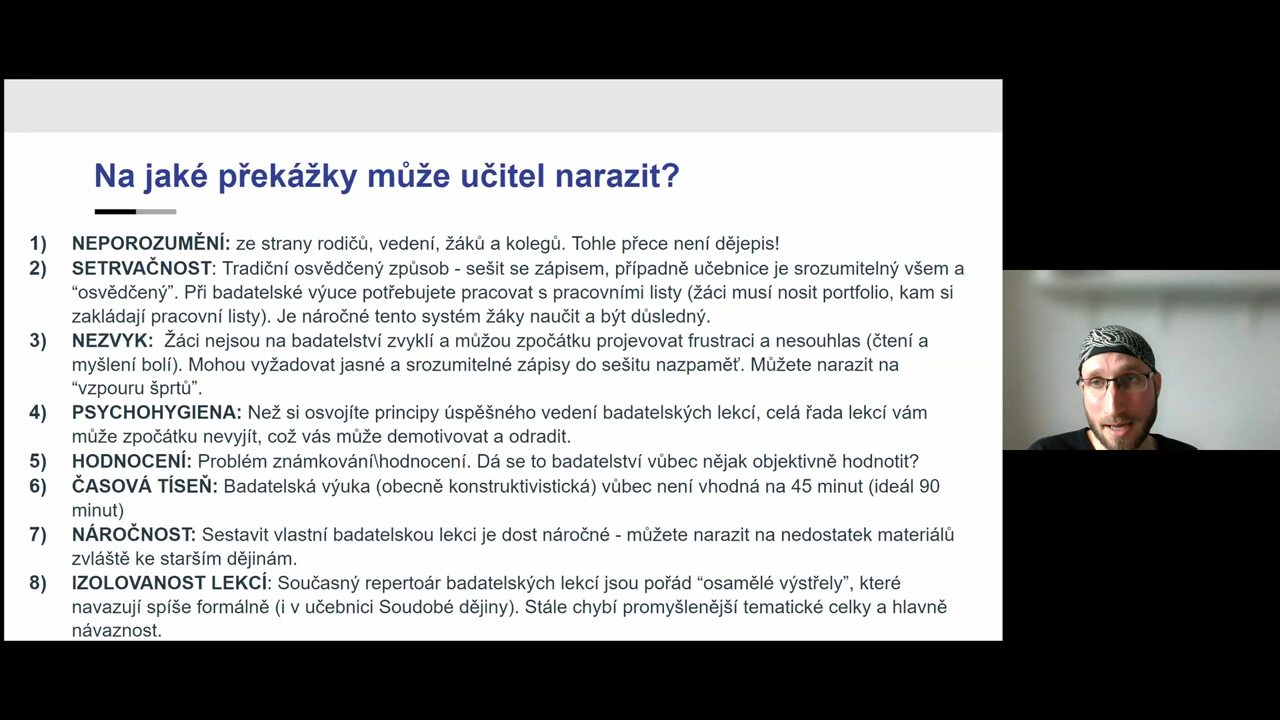 Na jaké překážky může učitel narazit?
1) NEPOROZUMĚNÍ: ze strany rodičů, vedení, žáků a kolegů. Tohle přece není dějepis!
2) SETRVAČNOST: Tradiční osvědčený způsob - sešit se zápisem, případně učebnice je srozumitelný všem a
“osvědčený”. Při badatelské výuce potřebujete pracovat s pracovními listy (žáci musí nosit portfolio, kam si
zakládají pracovní listy). Je náročné tento systém žáky naučit a být důsledný.
3) NEZVYK: Žáci nejsou na badatelství zvyklí a můžou zpočátku projevovat frustraci a nesouhlas (čtení a
myšlení bolí). Mohou vyžadovat jasné a srozumitelné zápisy do sešitu nazpaměť. Můžete narazit na
“vzpouru šprtů”.
4) PSYCHOHYGIENA: Než si osvojíte principy úspěšného vedení badatelských lekcí, celá řada lekcí vám
může zpočátku nevyjít, což vás může demotivovat a odradit.
5) HODNOCENÍ: Problém známkování\hodnocení. Dá se to badatelství vůbec nějak objektivně hodnotit?
6) ČASOVÁ TÍSEŇ: Badatelská výuka (obecně konstruktivistická) vůbec není vhodná na 45 minut (ideál 90
minut)
7) NÁROČNOST: Sestavit vlastní badatelskou lekci je dost náročné - můžete narazit na nedostatek materiálů
zvláště ke starším dějinám.
8) IZOLOVANOST LEKCÍ: Současný repertoár badatelských lekcí jsou pořád “osamělé výstřely”, které
navazují spíše formálně (i v učebnici Soudobé dějiny). Stále chybí promyšlenější tematické celky a hlavně
návaznost.